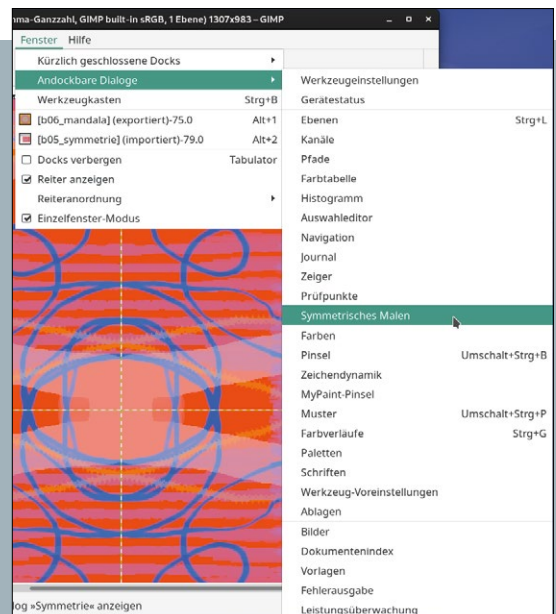 nma-Ganzzahl, GIMP built-in sRGB, 1 Ebene) 1307x983 – GIMP
Fenster Hilfe
Kürzlich geschlossene Docks
Andockbare Dialoge
Werkzeugkasten Strg+B
[b06_mandala] (exportiert)-75.0 Alt+1
[b05_symmetrie] (importiert)-79.0 Alt+2
Docks verbergen Tabulator
Reiter anzeigen
Reiteranordnung
Einzelfenster-Modus
Werkzeugeinstellungen
Gerätestatus
Ebenen Strg+L
Kanäle
Pfade
Farbtabelle
Histogramm
Auswahleditor
Navigation
Journal
Zeiger
Prüfpunkte
Symmetrisches Malen
Farben
Pinsel Umschalt+Strg+B
Zeichendynamik
MyPaint-Pinsel
Muster Umschalt+Strg+P
Farbverläufe Strg+G
Paletten
Schriften
Werkzeug-Voreinstellungen
Ablagen
Bilder
Dokumentenindex
Vorlagen
Fehlerausgabe
Leistungsüberwachung
log »Symmetrie« anzeigen